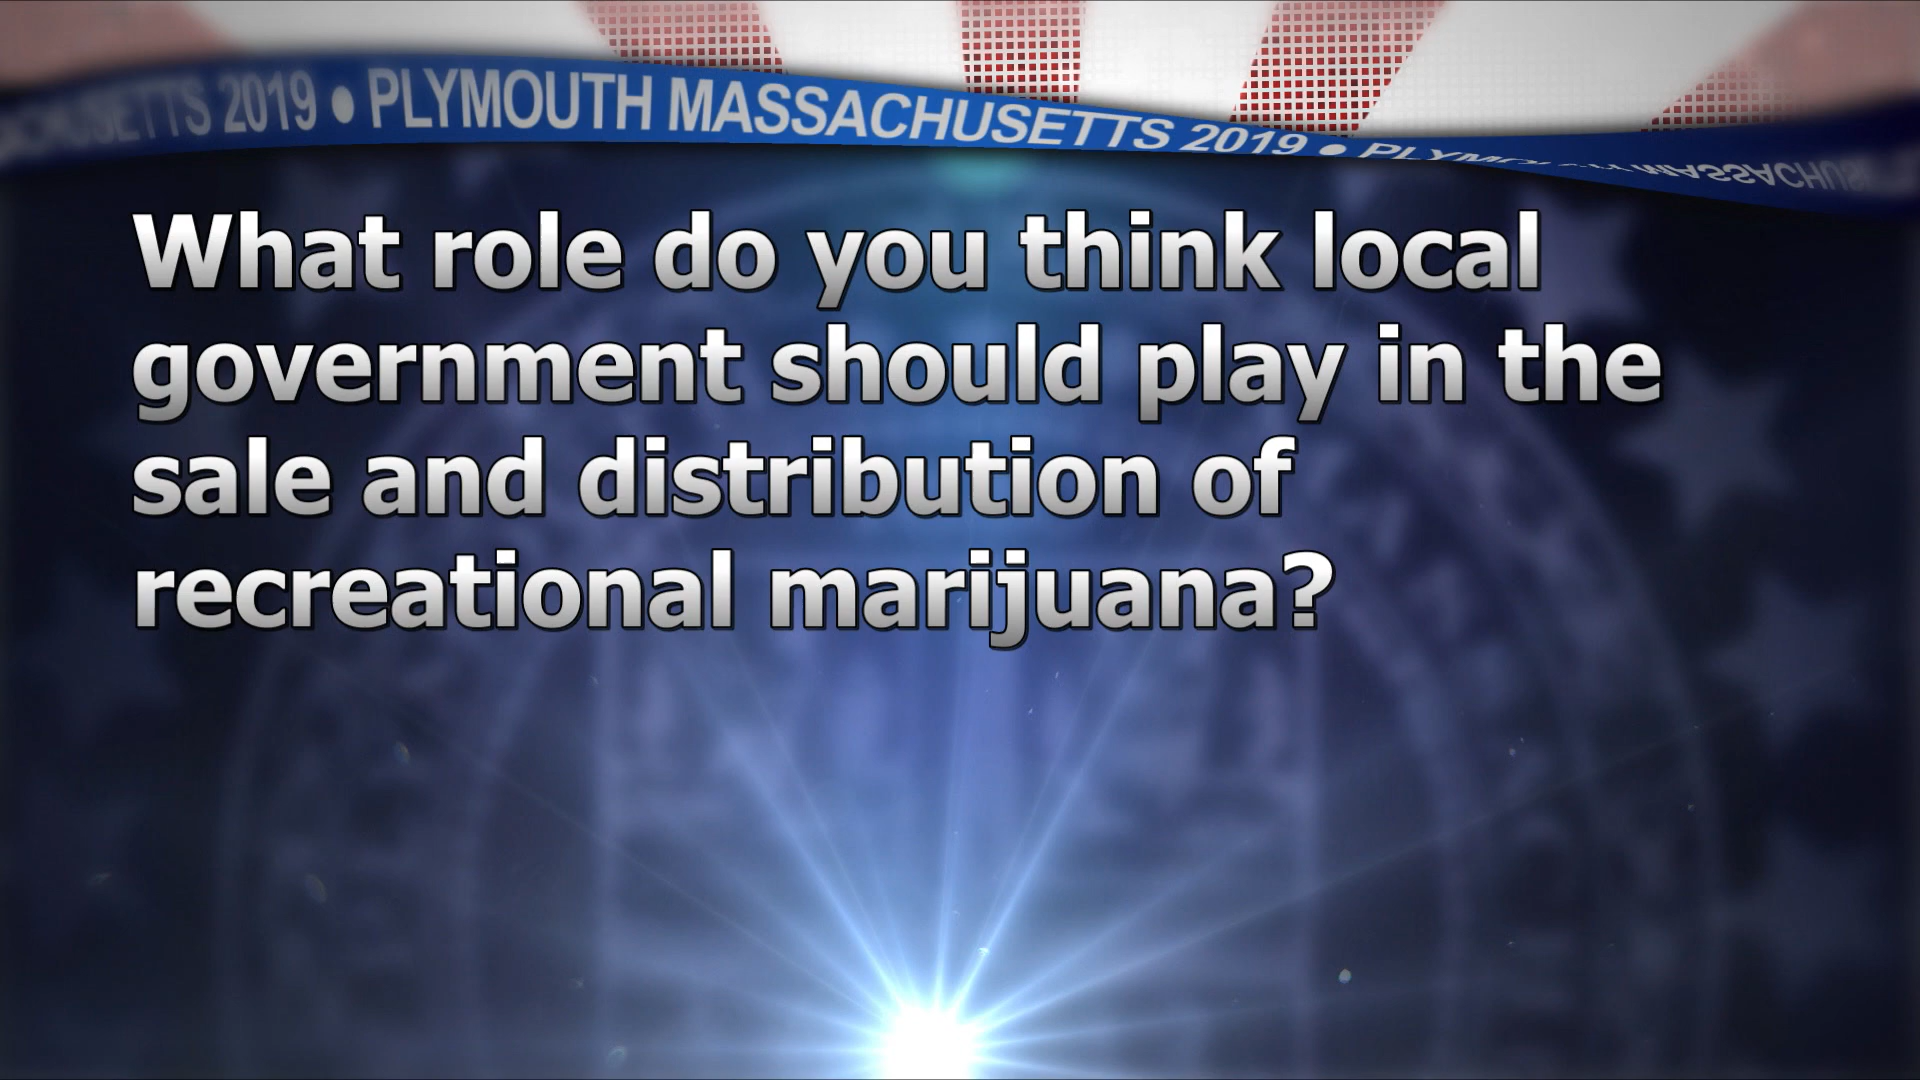 SETTS 2019 • PLYMOUTH MASSACHUSETTS 2019 •
What role do you think local
government should play in the
sale and distribution of
recreational marijuana?